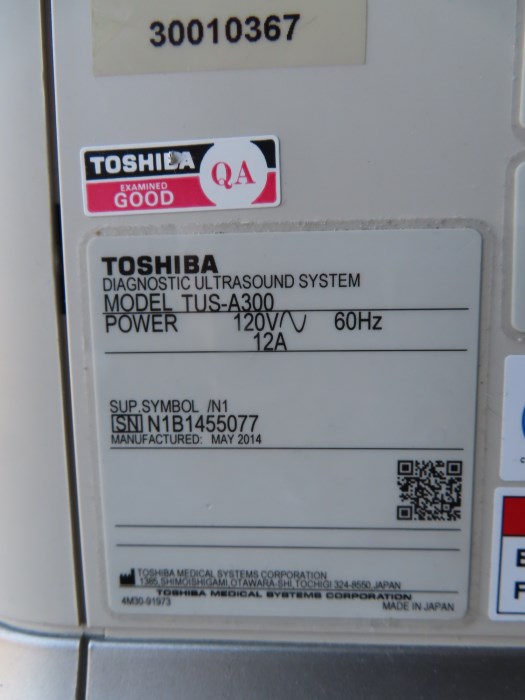 30010367
TOSHIBA
EXAMINED
GOOD
QA
TOSHIBA
DIAGNOSTIC ULTRASOUND SYSTEM
MODEL TUS-A300
POWER 120V∿ 60Hz
12A
SUP.SYMBOL /N1
SN N1B1455077
MANUFACTURED: MAY 2014
TOSHIBA MEDICAL SYSTEMS CORPORATION
1385, SHIMOISHIGAMI, OTAWARA-SHI, TOCHIGI 324-8550, JAPAN
TOSHIBA MEDICAL SYSTEMS CORPORATION
4M30-91973
MADE IN JAPAN